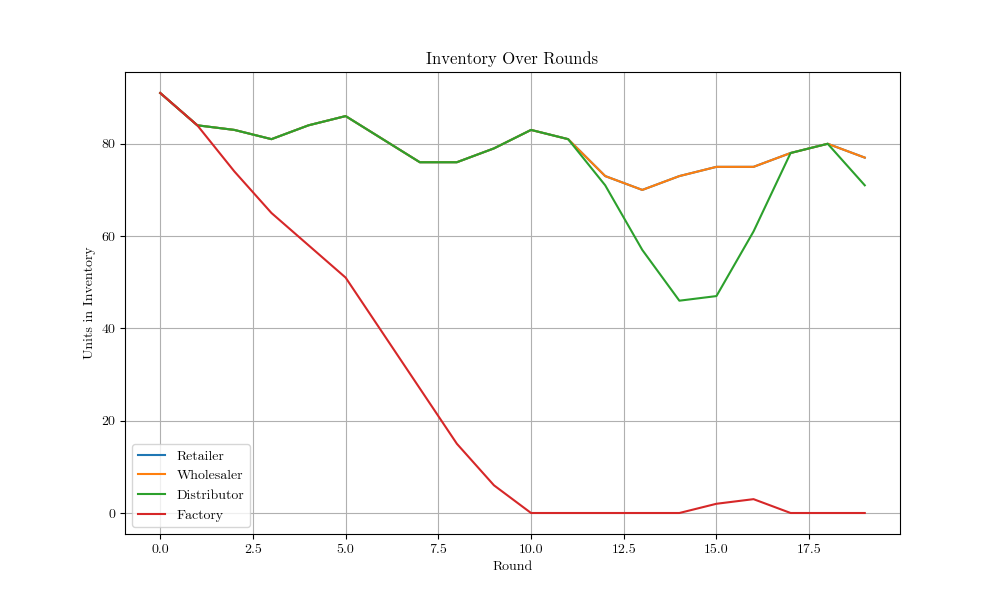 Inventory Over Rounds
Units in Inventory
80
60
40
20
0
Retailer
Wholesaler
Distributor
Factory
0.0 2.5 5.0 7.5 10.0 12.5 15.0 17.5
Round